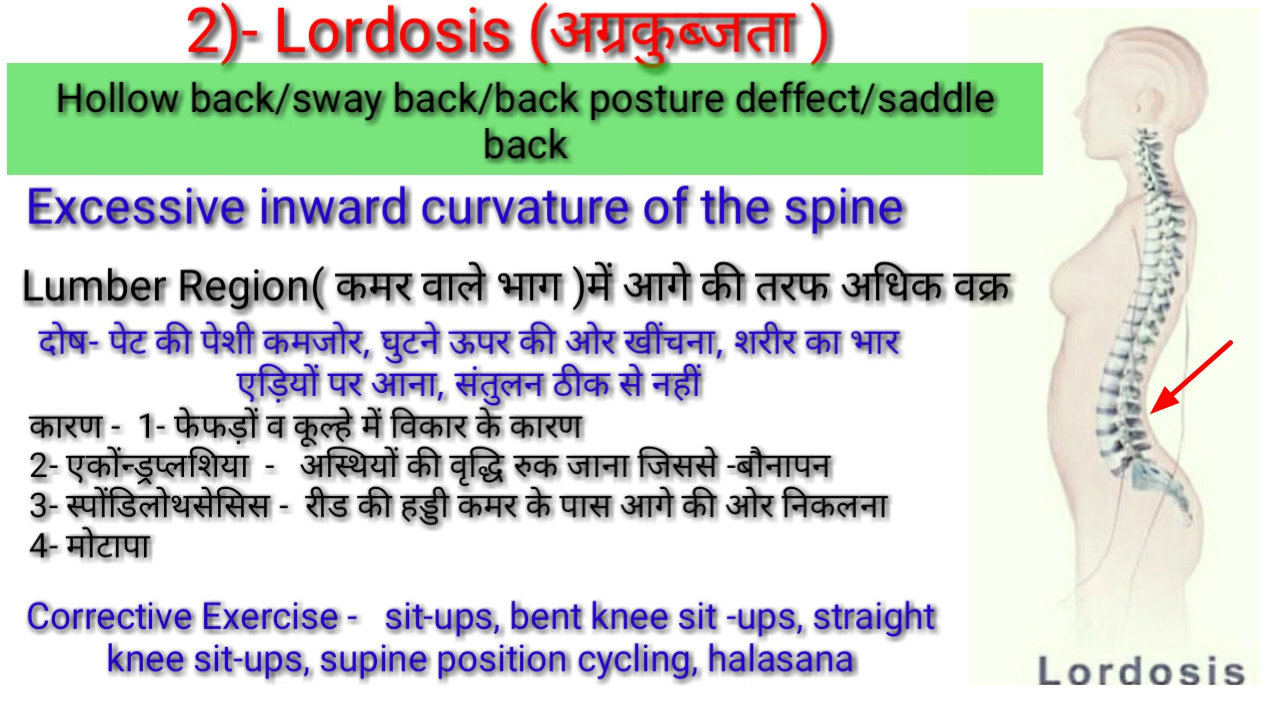 2)- Lordosis (अग्रकुब्जता )
Hollow back/sway back/back posture deffect/saddle
back
Excessive inward curvature of the spine
Lumber Region( कमर वाले भाग )में आगे की तरफ अधिक वक्र
दोष- पेट की पेशी कमजोर, घुटने ऊपर की ओर खींचना, शरीर का भार
एड़ियों पर आना, संतुलन ठीक से नहीं
कारण - 1- फेफड़ों व कूल्हे में विकार के कारण
2- एकोंन्ड्रप्लशिया - अस्थियों की वृद्धि रुक जाना जिससे -बौनापन
3- स्पोंडिलोथसेसिस - रीड की हड्डी कमर के पास आगे की ओर निकलना
4- मोटापा
Corrective Exercise - sit-ups, bent knee sit -ups, straight
knee sit-ups, supine position cycling, halasana
Lordosis